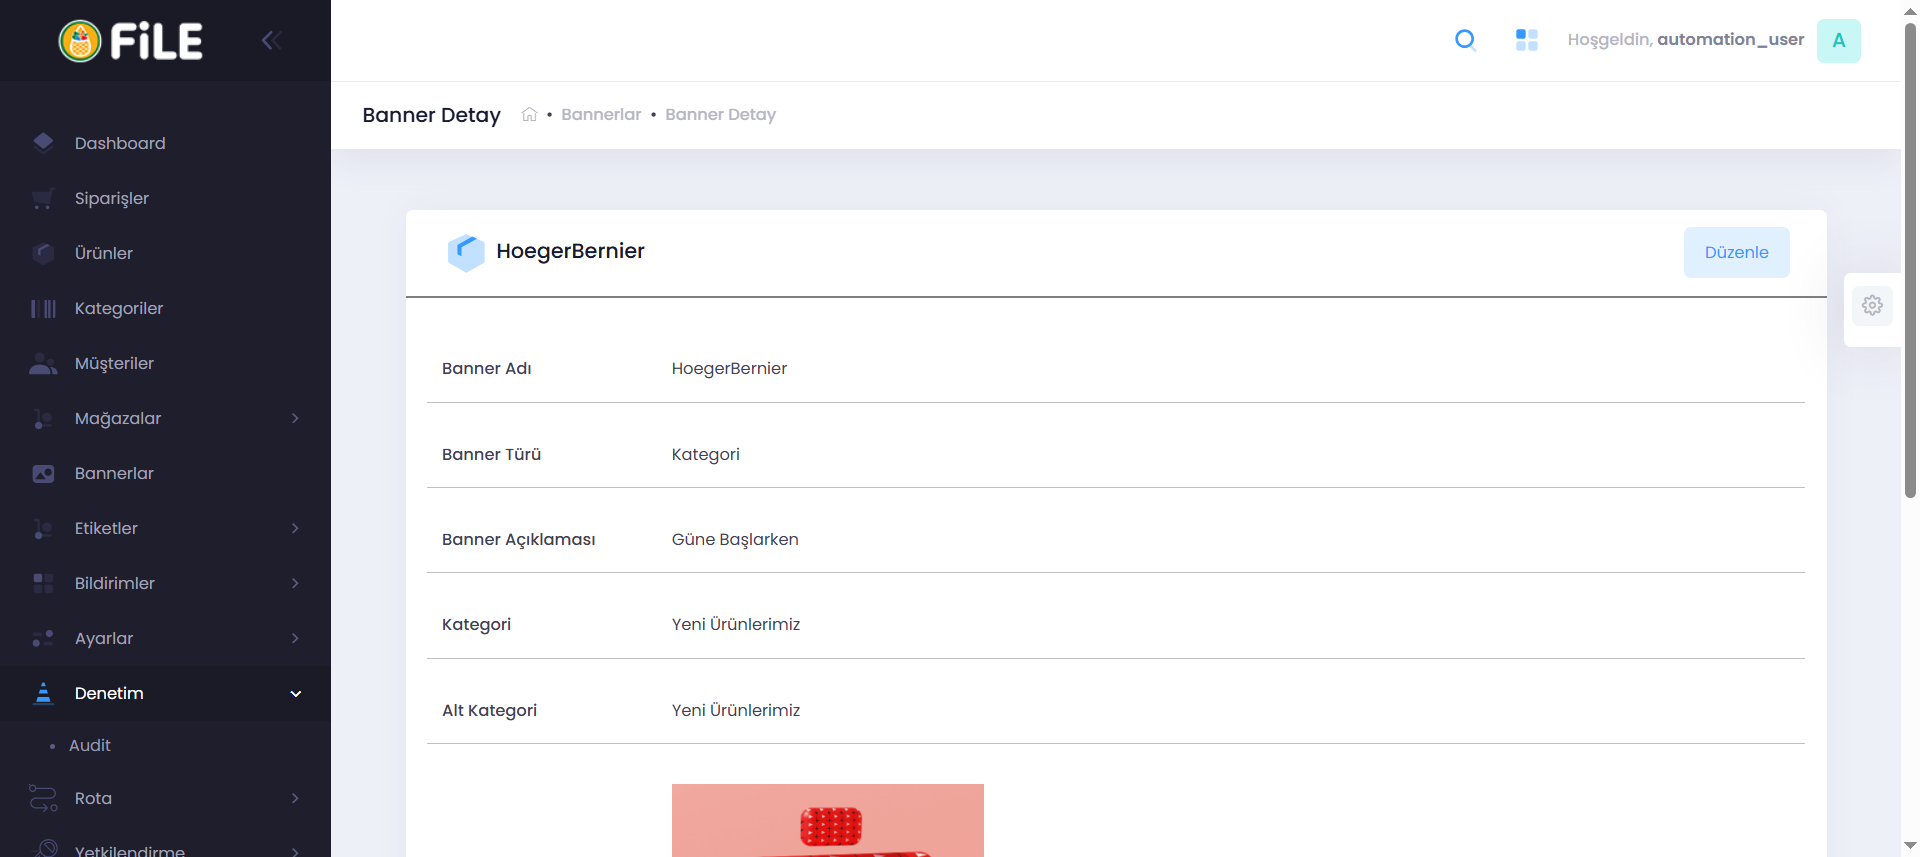 FiLE
Hoşgeldin, automation_user
A
Banner Detay
Bannerlar • Banner Detay
Dashboard
Siparişler
Ürünler
Kategoriler
Müşteriler
Mağazalar
Bannerlar
Etiketler
Bildirimler
Ayarlar
Denetim
Audit
Rota
Yetkilendirme
HoegerBernier
Düzenle
Banner Adı HoegerBernier
Banner Türü Kategori
Banner Açıklaması Güne Başlarken
Kategori Yeni Ürünlerimiz
Alt Kategori Yeni Ürünlerimiz